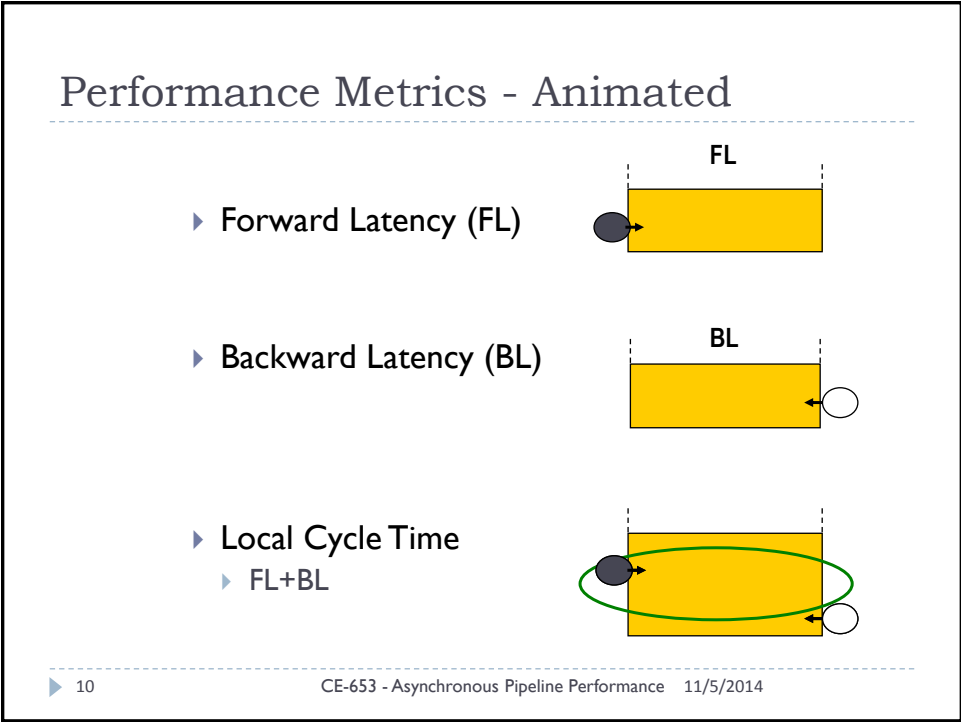 Performance Metrics - Animated
FL
Forward Latency (FL)
BL
Backward Latency (BL)
Local Cycle Time
FL+BL
10
CE-653 - Asynchronous Pipeline Performance 11/5/2014